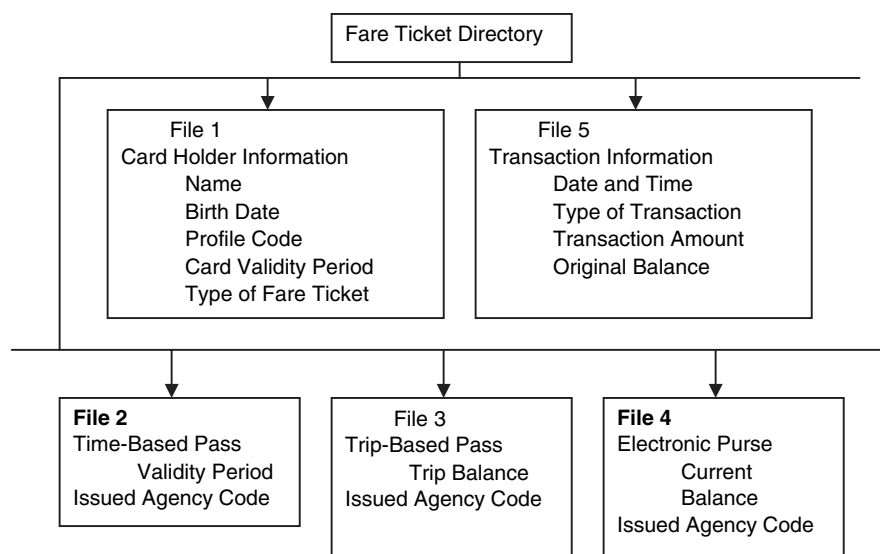 Fare Ticket Directory
File 1
Card Holder Information
Name
Birth Date
Profile Code
Card Validity Period
Type of Fare Ticket
File 5
Transaction Information
Date and Time
Type of Transaction
Transaction Amount
Original Balance
File 2
Time-Based Pass
Validity Period
Issued Agency Code
File 3
Trip-Based Pass
Trip Balance
Issued Agency Code
File 4
Electronic Purse
Current
Balance
Issued Agency Code